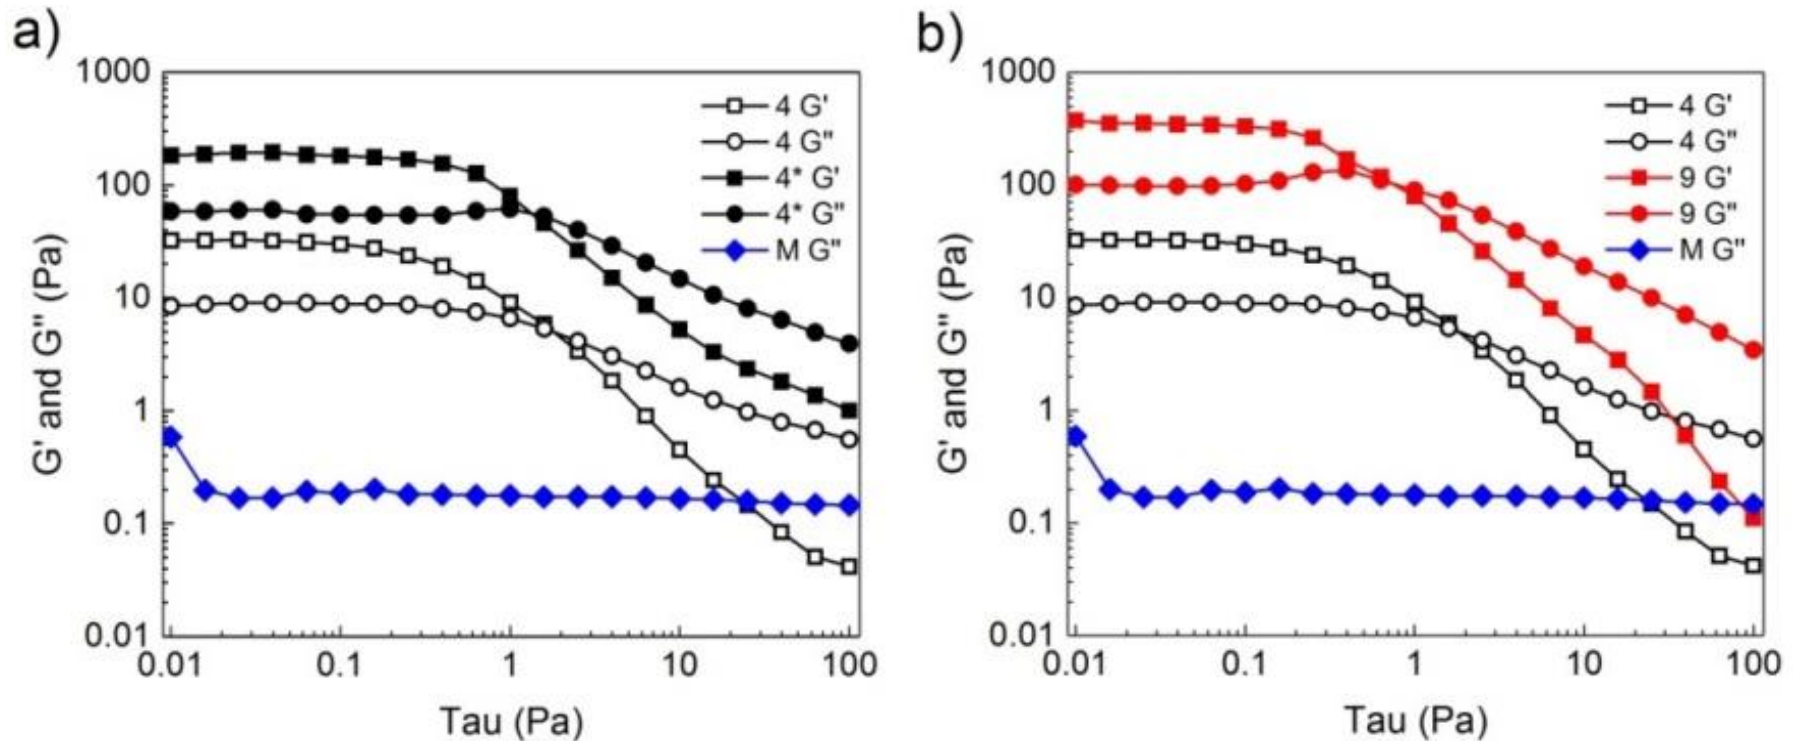 a)
G' and G" (Pa)
1000
100
10
1
0.1
0.01
0.01 0.1 1 10 100
Tau (Pa)
4 G'
4 G"
4* G'
4* G"
M G"
b)
G' and G" (Pa)
1000
100
10
1
0.1
0.01
0.01 0.1 1 10 100
Tau (Pa)
4 G'
4 G"
9 G'
9 G"
M G"